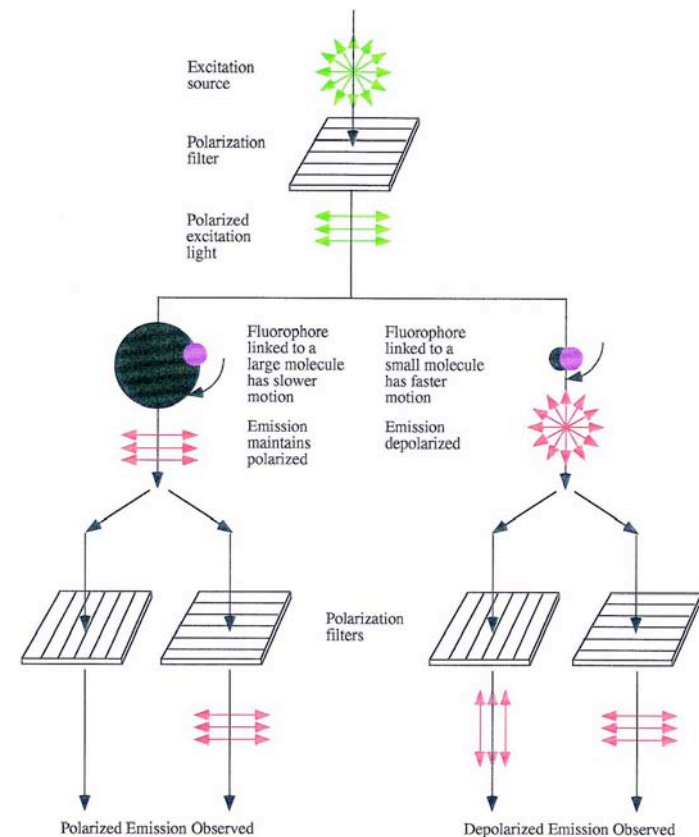 Excitation
source
Polarization
filter
Polarized
excitation
light
Fluorophore
linked to a
large molecule
has slower
motion
Emission
maintains
polarized
Fluorophore
linked to a
small molecule
has faster
motion
Emission
depolarized
Polarization
filters
Polarized Emission Observed
Depolarized Emission Observed